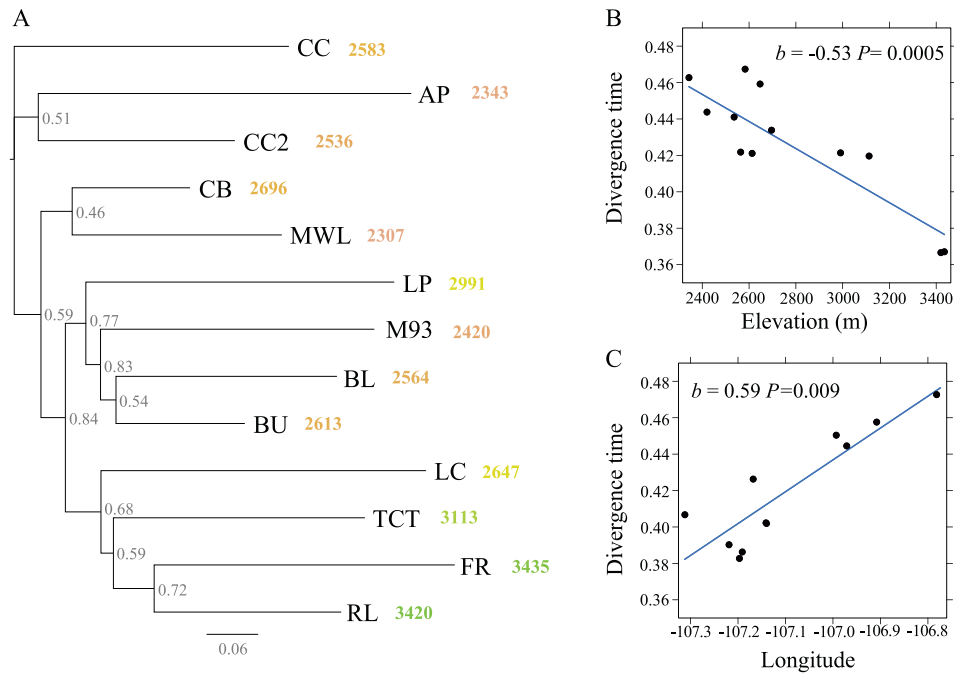 A
CC 2583
AP 2343
0.51
CC2 2536
CB 2696
0.46
MWL 2307
LP 2991
0.59 0.77
M93 2420
0.83
BL 2564
0.54
0.84 BU 2613
LC 2647
0.68
TCT 3113
0.59
FR 3435
0.72
RL 3420
0.06
B
b = -0.53 P= 0.0005
Divergence time
0.48
0.46
0.44
0.42
0.40
0.38
0.36
2400 2600 2800 3000 3200 3400
Elevation (m)
C
b = 0.59 P=0.009
Divergence time
0.48
0.46
0.44
0.42
0.40
0.38
0.36
-107.3 -107.2 -107.1 -107.0 -106.9 -106.8
Longitude